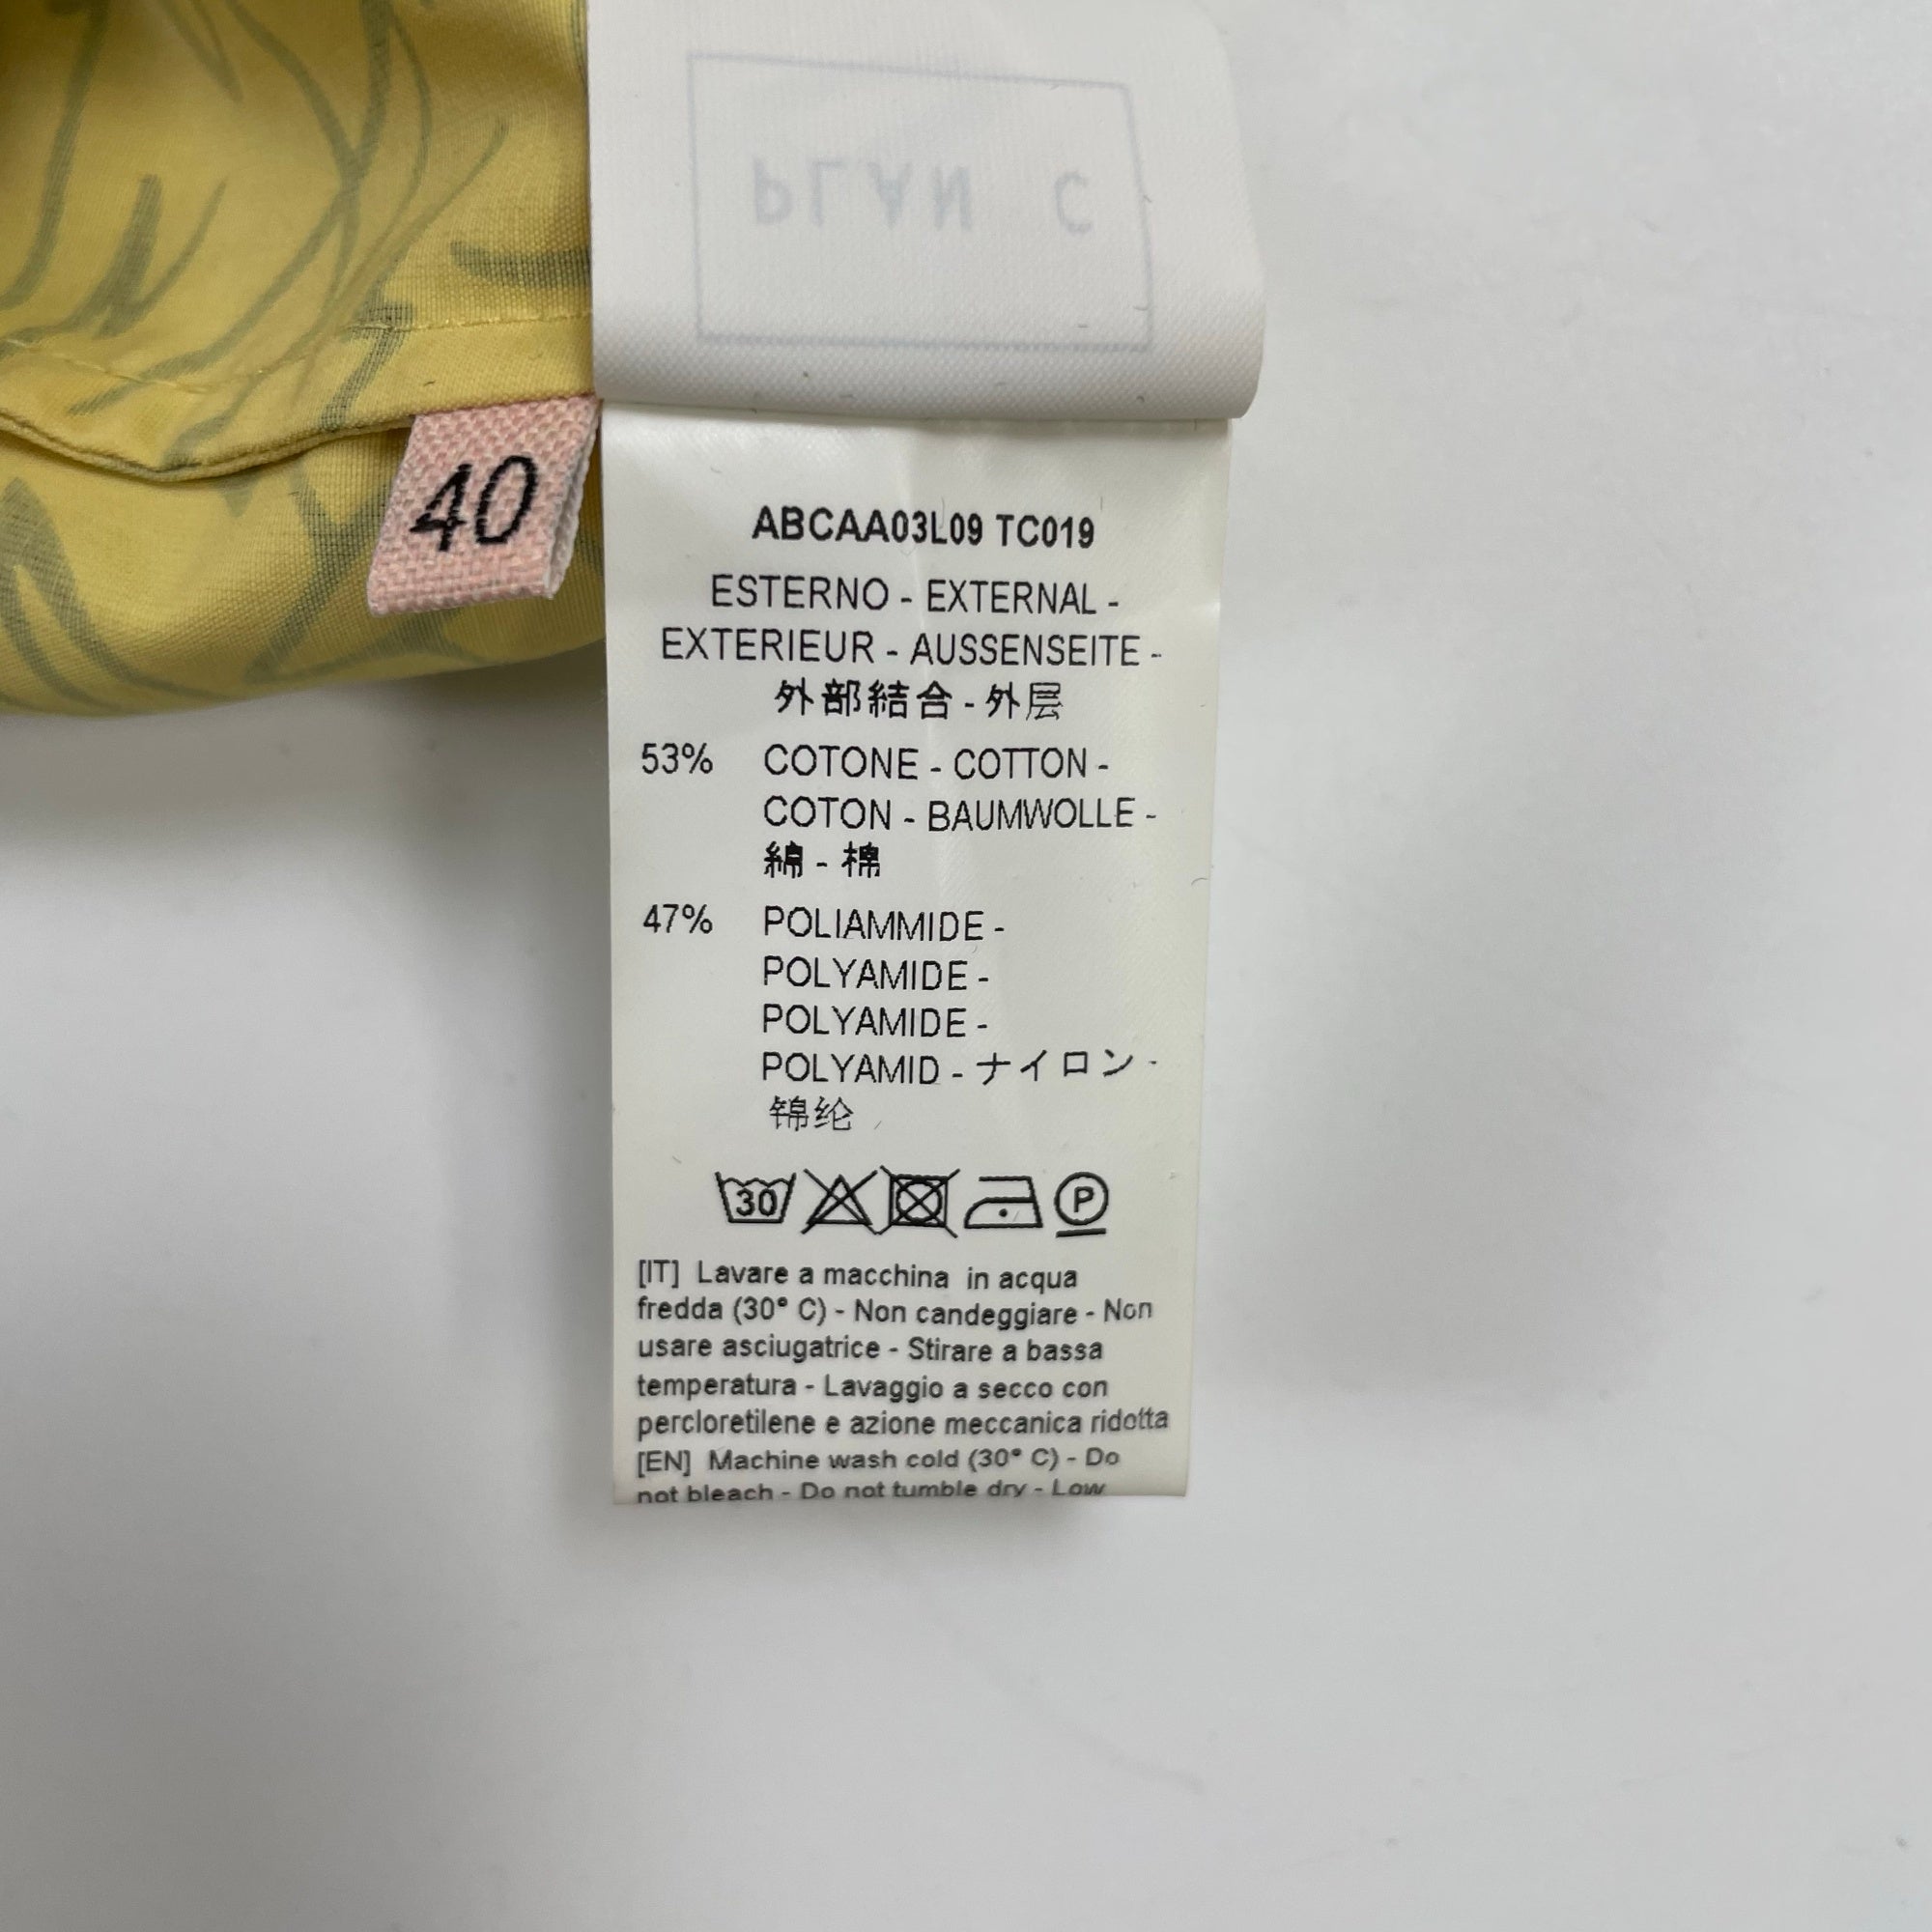 PLAN C
40
ABCAA03L09 TC019
ESTERNO - EXTERNAL -
EXTERIEUR - AUSSENSEITE -
外部結合 - 外层
53% COTONE - COTTON -
COTON - BAUMWOLLE -
綿 - 棉
47% POLIAMMIDE -
POLYAMIDE -
POLYAMIDE -
POLYAMID - ナイロン -
锦纶
30 P
[IT] Lavare a macchina in acqua
fredda (30° C) - Non candeggiare - Non
usare asciugatrice - Stirare a bassa
temperatura - Lavaggio a secco con
percloretilene e azione meccanica ridotta
[EN] Machine wash cold (30° C) - Do
not bleach - Do not tumble dry - Low